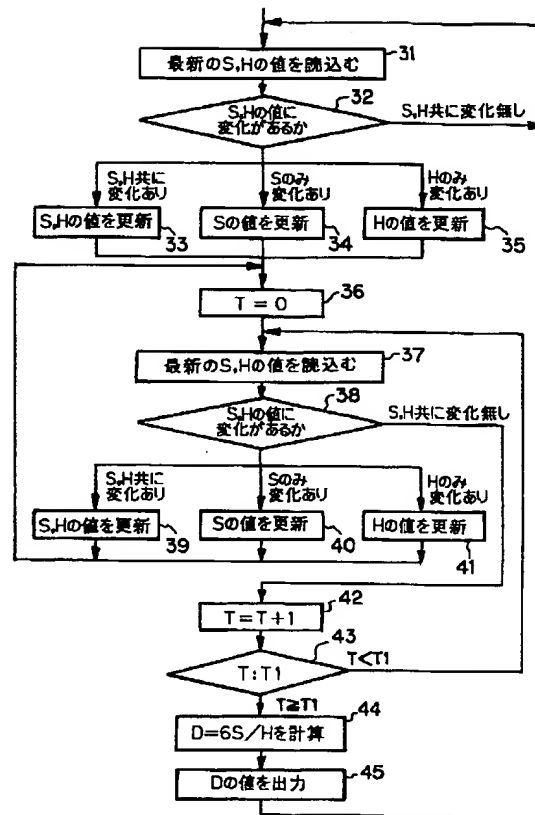 31
最新のS,Hの値を読込む
32
S,Hの値に
変化があるか
S,H共に変化無し
S,H共に
変化あり
Sのみ
変化あり
Hのみ
変化あり
S,Hの値を更新
33
Sの値を更新
34
Hの値を更新
35
T=0
36
37
最新のS,Hの値を読込む
38
S,Hの値に
変化があるか
S,H共に変化無し
S,H共に
変化あり
Sのみ
変化あり
Hのみ
変化あり
S,Hの値を更新
39
Sの値を更新
40
Hの値を更新
41
42
T=T+1
43
T:T1
T<T1
T≧T1
44
D=6S/Hを計算
45
Dの値を出力